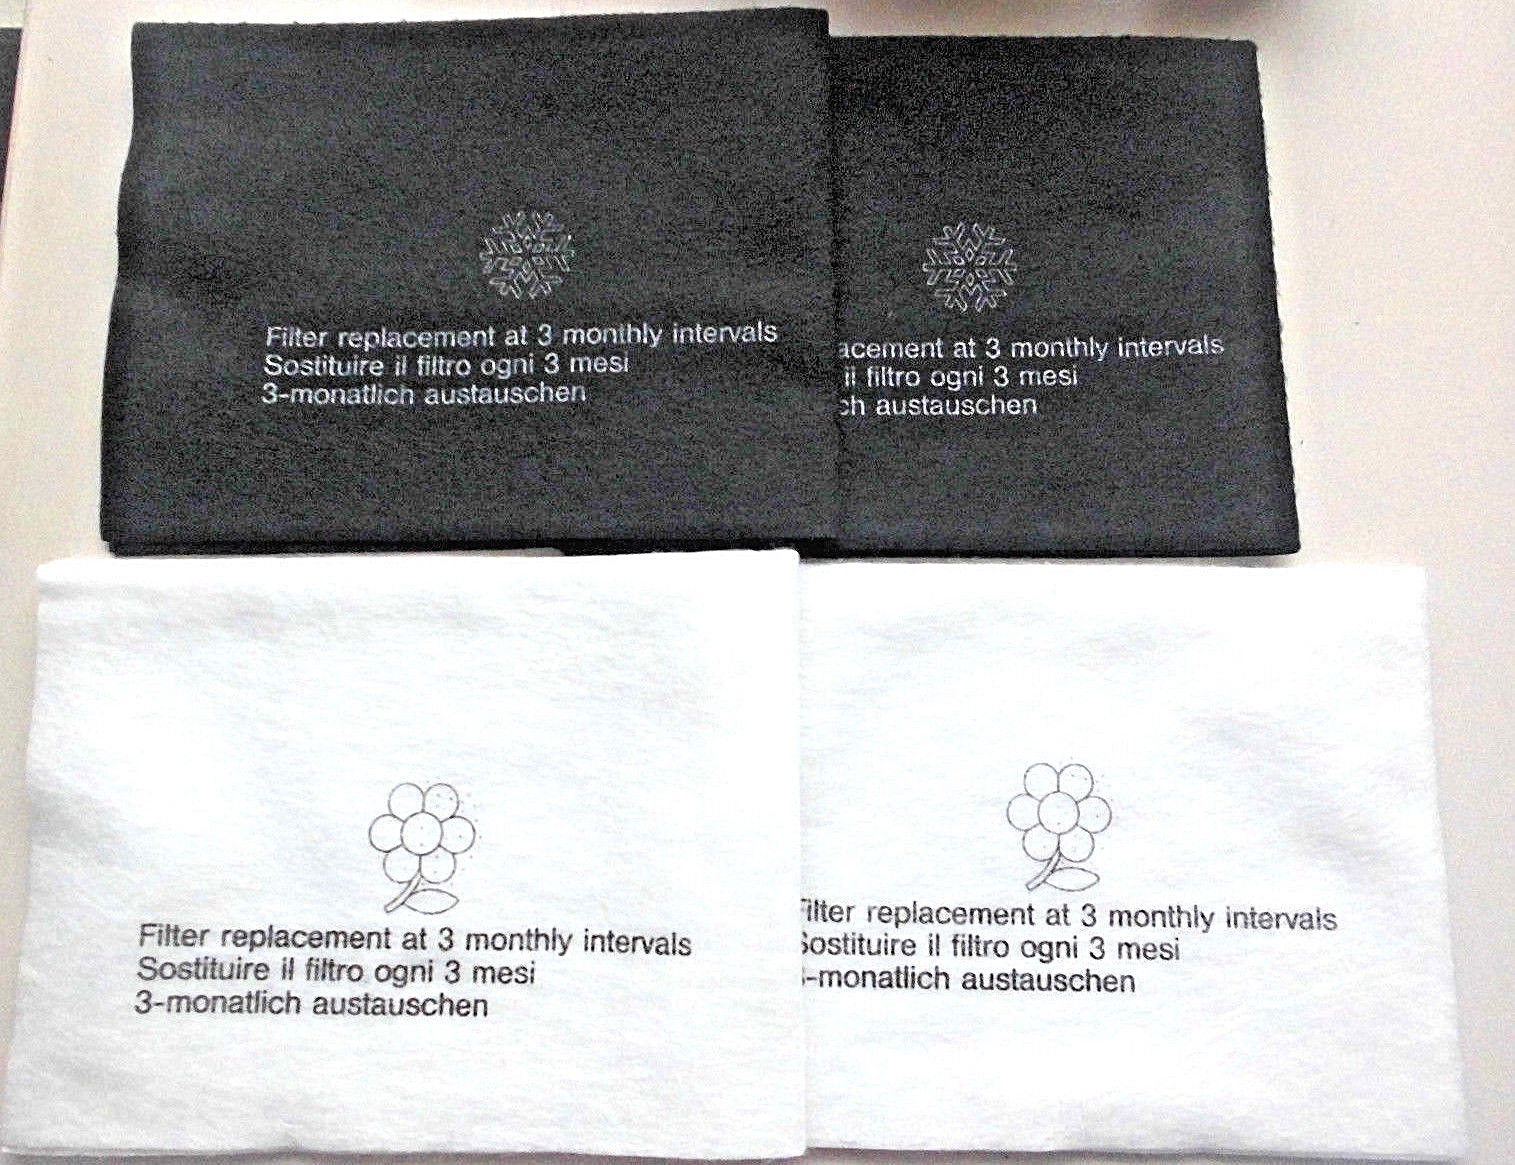 Filter replacement at 3 monthly intervals
Sostituire il filtro ogni 3 mesi
3-monatlich austauschen
acement at 3 monthly intervals
il filtro ogni 3 mesi
ch austauschen
Filter replacement at 3 monthly intervals
Sostituire il filtro ogni 3 mesi
3-monatlich austauschen
ilter replacement at 3 monthly intervals
Sostituire il filtro ogni 3 mesi
-monatlich austauschen